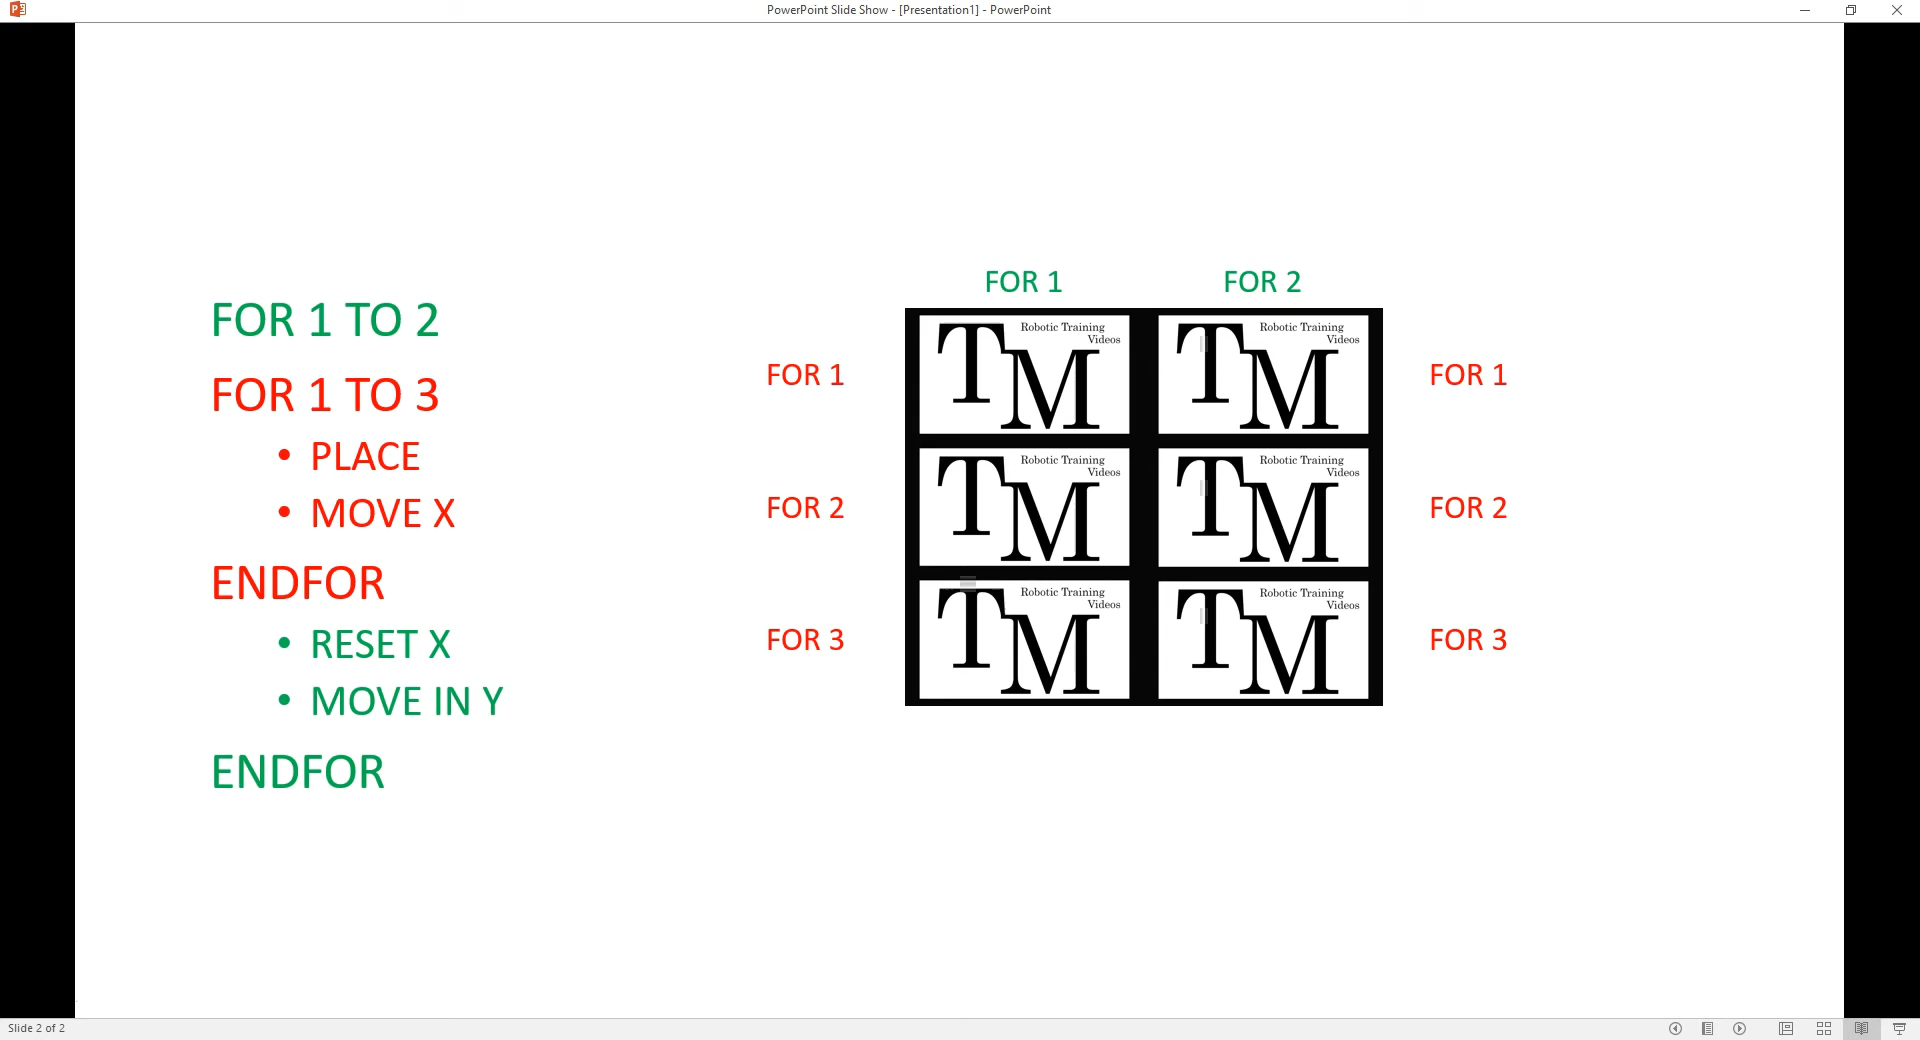 PowerPoint Slide Show - [Presentation1] - PowerPoint
FOR 1 TO 2
FOR 1 TO 3
• PLACE
• MOVE X
ENDFOR
• RESET X
• MOVE IN Y
ENDFOR
FOR 1 FOR 2
FOR 1
TM Robotic Training
Videos
TM Robotic Training
Videos
FOR 1
FOR 2
TM Robotic Training
Videos
TM Robotic Training
Videos
FOR 2
FOR 3
TM Robotic Training
Videos
TM Robotic Training
Videos
FOR 3
Slide 2 of 2